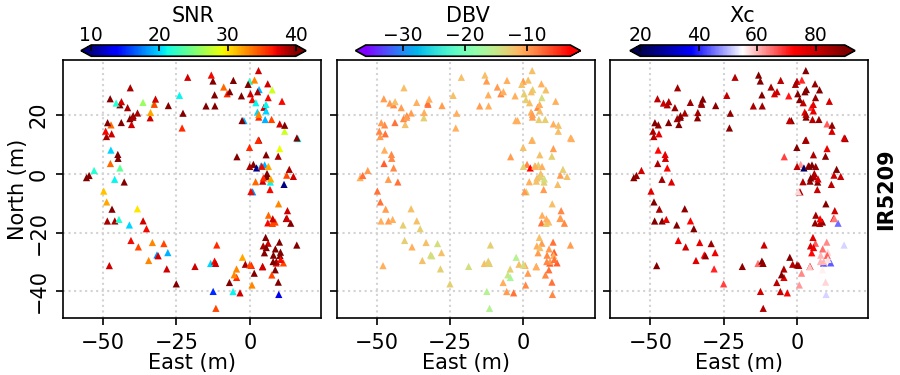 SNR DBV Xc
10 20 30 40 −30 −20 −10 20 40 60 80
20
0
−20
−40
North (m)
IR5209
−50 −25 0 −50 −25 0 −50 −25 0
East (m) East (m) East (m)